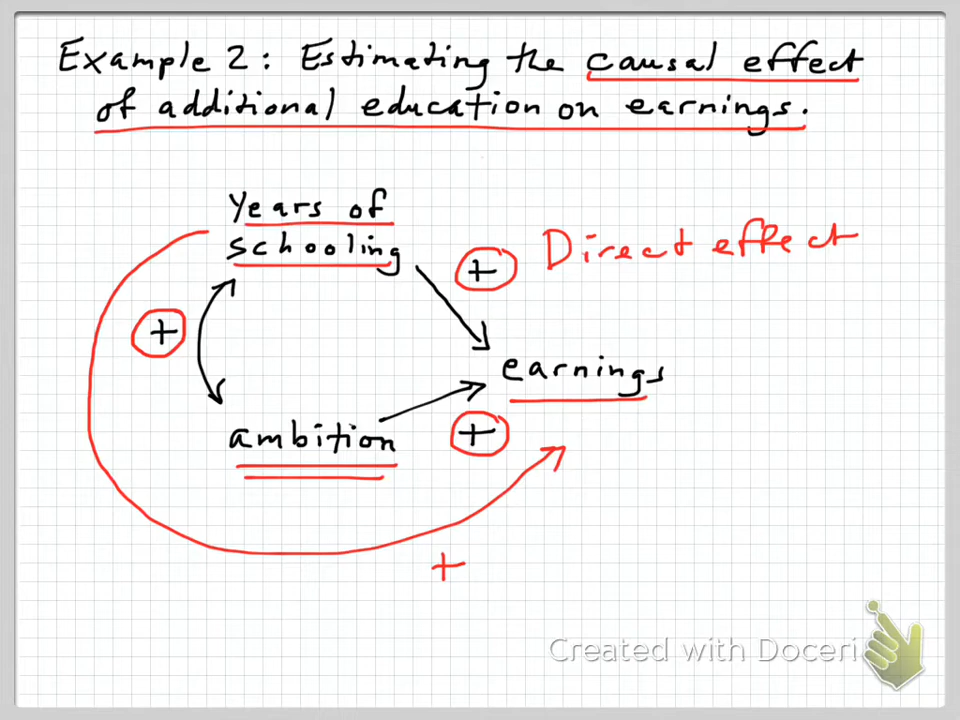 Example 2: Estimating the causal effect
of additional education on earnings.
Years of
schooling
+ Direct effect
+
earnings
ambition
+
+
Created with Doceri